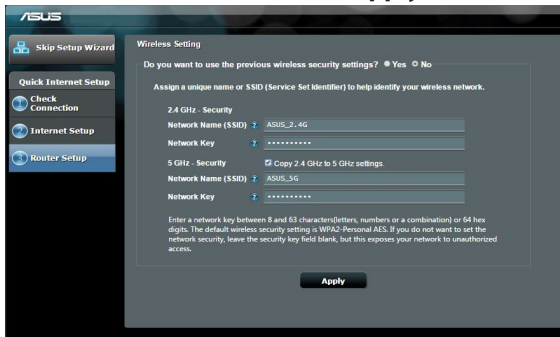 ASUS
Skip Setup Wizard
Quick Internet Setup
1 Check Connection
2 Internet Setup
3 Router Setup
Wireless Setting
Do you want to use the previous wireless security settings? Yes No
Assign a unique name or SSID (Service Set Identifier) to help identify your wireless network.
2.4 GHz - Security
Network Name (SSID) ? ASUS_2.4G
Network Key ? ••••••••••
5 GHz - Security Copy 2.4 GHz to 5 GHz settings.
Network Name (SSID) ? ASUS_5G
Network Key ? ••••••••••
Enter a network key between 8 and 63 characters(letters, numbers or a combination) or 64 hex
digits. The default wireless security setting is WPA2-Personal AES. If you do not want to set the
network security, leave the security key field blank, but this exposes your network to unauthorized
access.
Apply